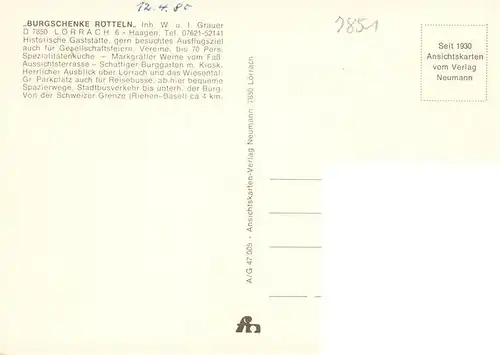 12.4.85
7851
„BURGSCHENKE RÖTTELN„ Inh. W. u. I. Grauer
D 7850 LÖRRACH 6 - Haagen, Tel. 07621-52141
Historische Gaststätte, gern besuchtes Ausflugsziel
auch für Gesellschaftsfeiern, Vereine, bis 70 Pers.
Spezialitätenküche – Markgräfler Weine vom Faß.
Aussichtsterrasse – Schattiger Burggarten m. Kiosk.
Herrlicher Ausblick über Lörrach und das Wiesental.
Gr. Parkplatz auch für Reisebusse, ab hier bequeme
Spazierwege, Stadtbusverkehr bis unterh. der Burg.
Von der Schweizer Grenze (Riehen-Basel) ca 4 km.
Seit 1930
Ansichtskarten
vom Verlag
Neumann
A/G 47 005 - Ansichtskarten-Verlag Neumann 7850 Lörrach